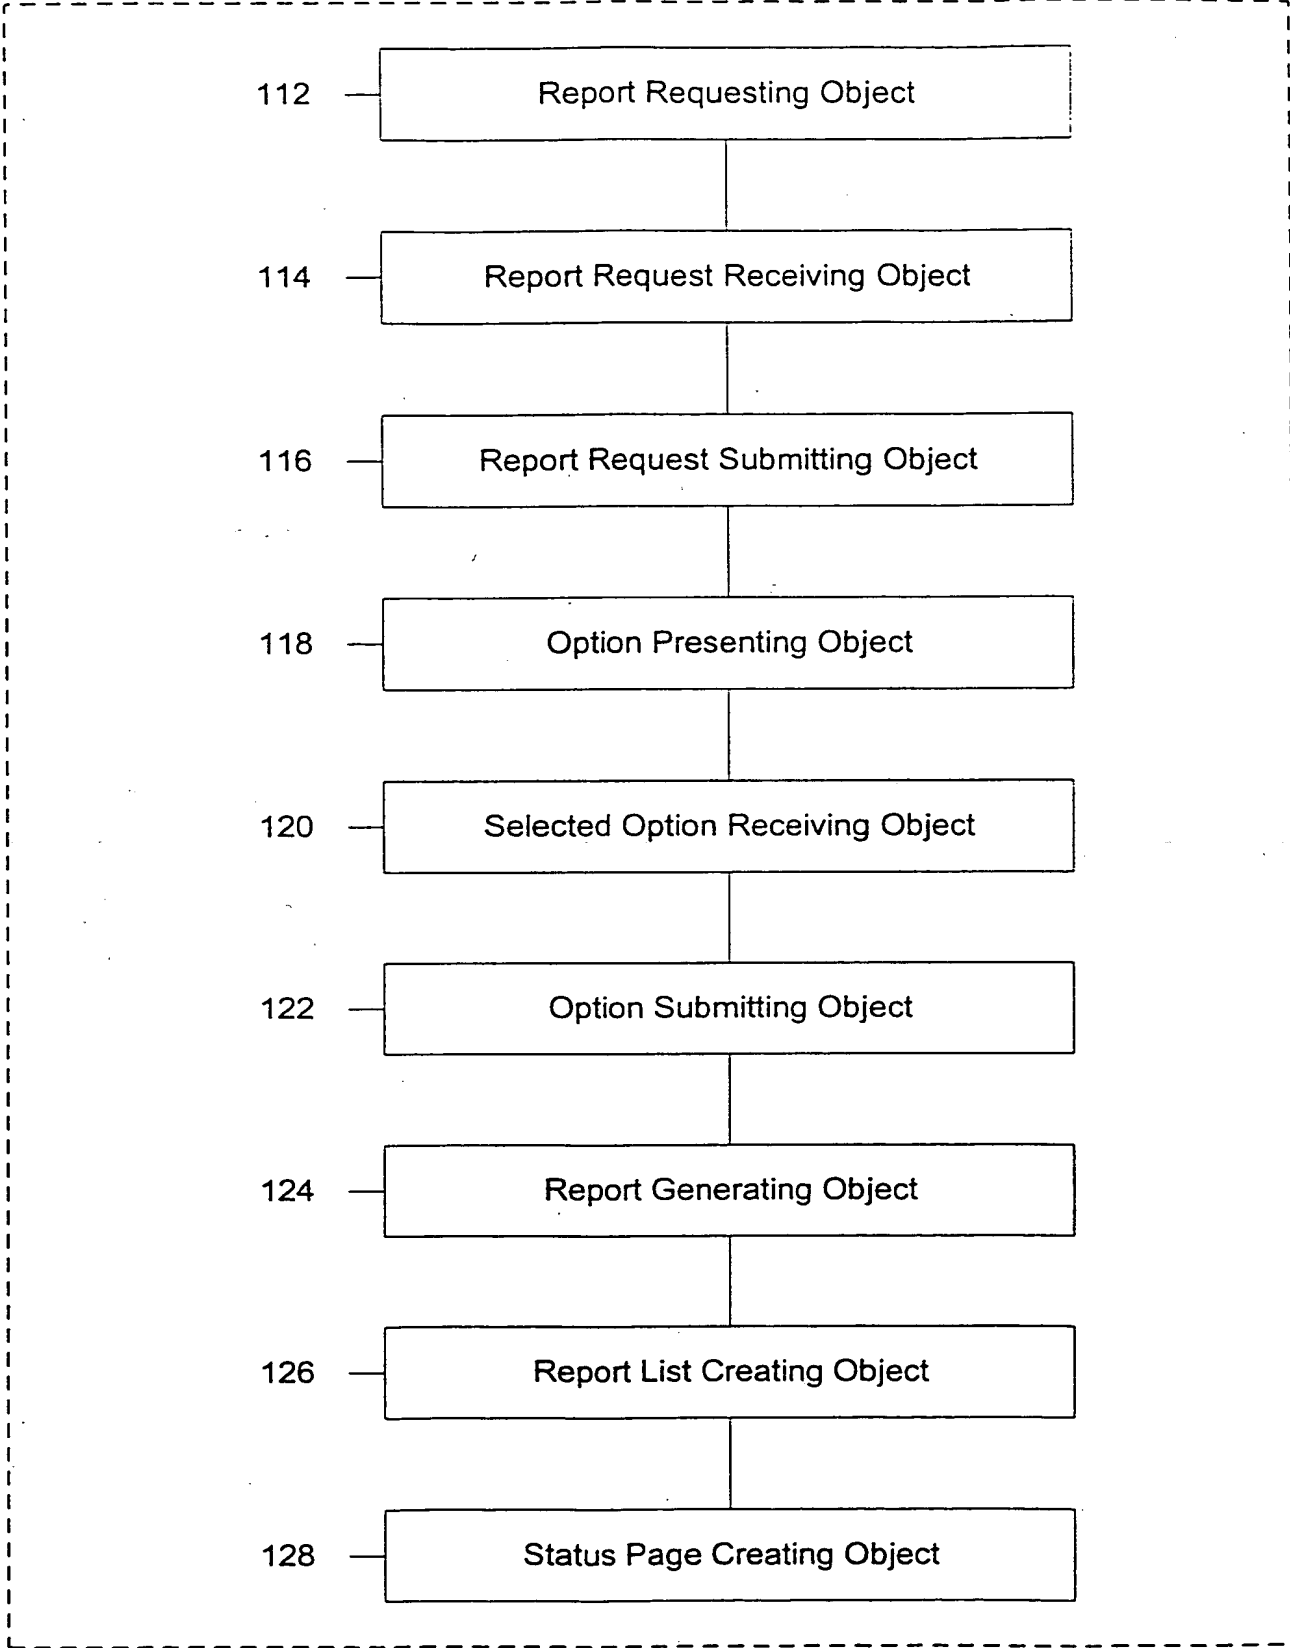 112 Report Requesting Object
114 Report Request Receiving Object
116 Report Request Submitting Object
118 Option Presenting Object
120 Selected Option Receiving Object
122 Option Submitting Object
124 Report Generating Object
126 Report List Creating Object
128 Status Page Creating Object